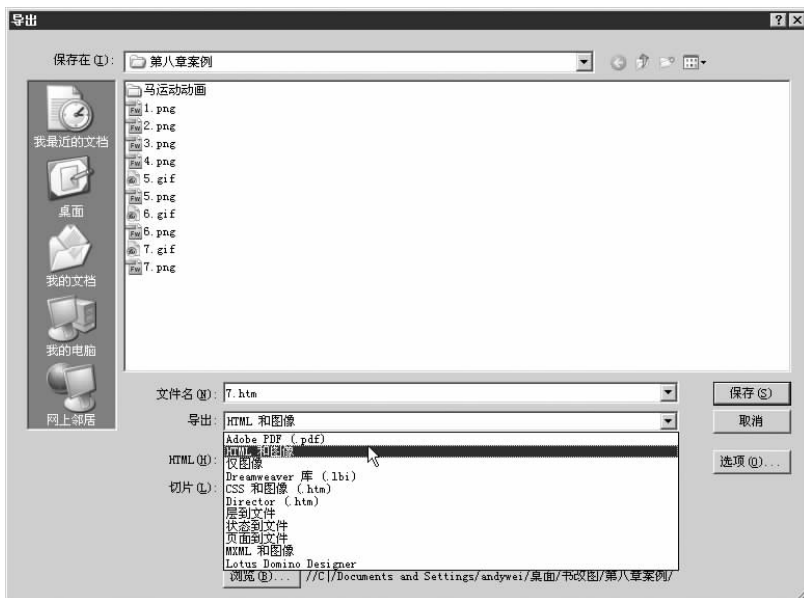 导出
保存在(I): 第八章案例
我最近的文档
桌面
我的文档
我的电脑
网上邻居
马运动动画
1.png
2.png
3.png
4.png
5.gif
5.png
6.gif
6.png
7.gif
7.png
文件名(N): 7.htm
保存(S)
导出: HTML 和图像
取消
Adobe PDF (.pdf)
HTML 和图像
HTML(H):
仅图像
选项(O)...
Dreamweaver 库 (.lbi)
切片(L):
CSS 和图像 (.htm)
Director (.htm)
层到文件
状态到文件
页面到文件
MXML 和图像
Lotus Domino Designer
浏览(B)... //C|/Documents and Settings/andywei/桌面/书改图/第八章案例/